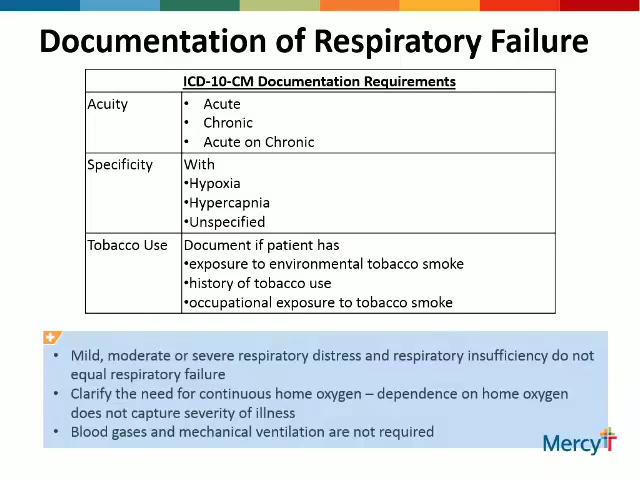 Documentation of Respiratory Failure
ICD-10-CM Documentation Requirements
Acuity
• Acute
• Chronic
• Acute on Chronic
Specificity
With
•Hypoxia
•Hypercapnia
•Unspecified
Tobacco Use
Document if patient has
•exposure to environmental tobacco smoke
•history of tobacco use
•occupational exposure to tobacco smoke
• Mild, moderate or severe respiratory distress and respiratory insufficiency do not
equal respiratory failure
• Clarify the need for continuous home oxygen – dependence on home oxygen
does not capture severity of illness
• Blood gases and mechanical ventilation are not required
Mercy